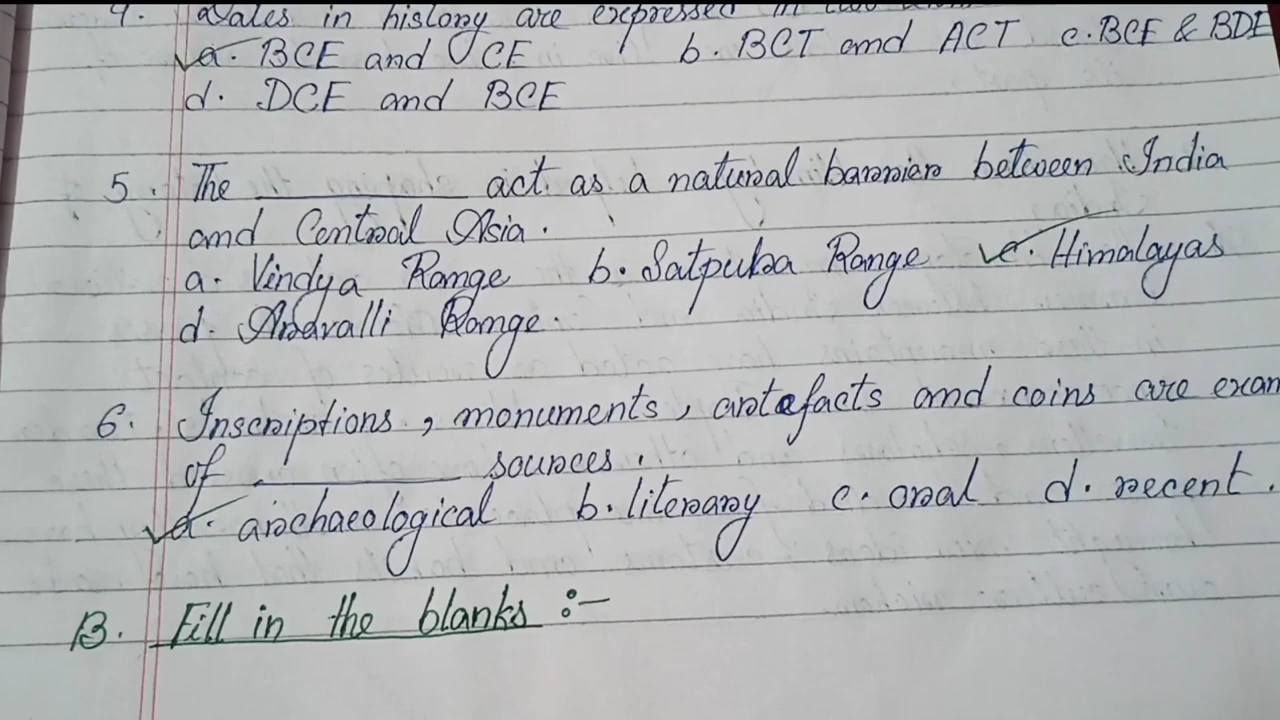 4. Dates in history are expressed in two
a. BCE and CE b. BCT and ACT c. BCE & BDE
d. DCE and BCE
5. The ________ act as a natural barrier between India
and Central Asia.
a. Vindya Range b. Satpura Range c. Himalayas
d. Aravalli Range.
6. Inscriptions, monuments, artefacts and coins are exam
of ________ sources.
a. archaeological b. literary c. oral d. recent.
B. Fill in the blanks :-